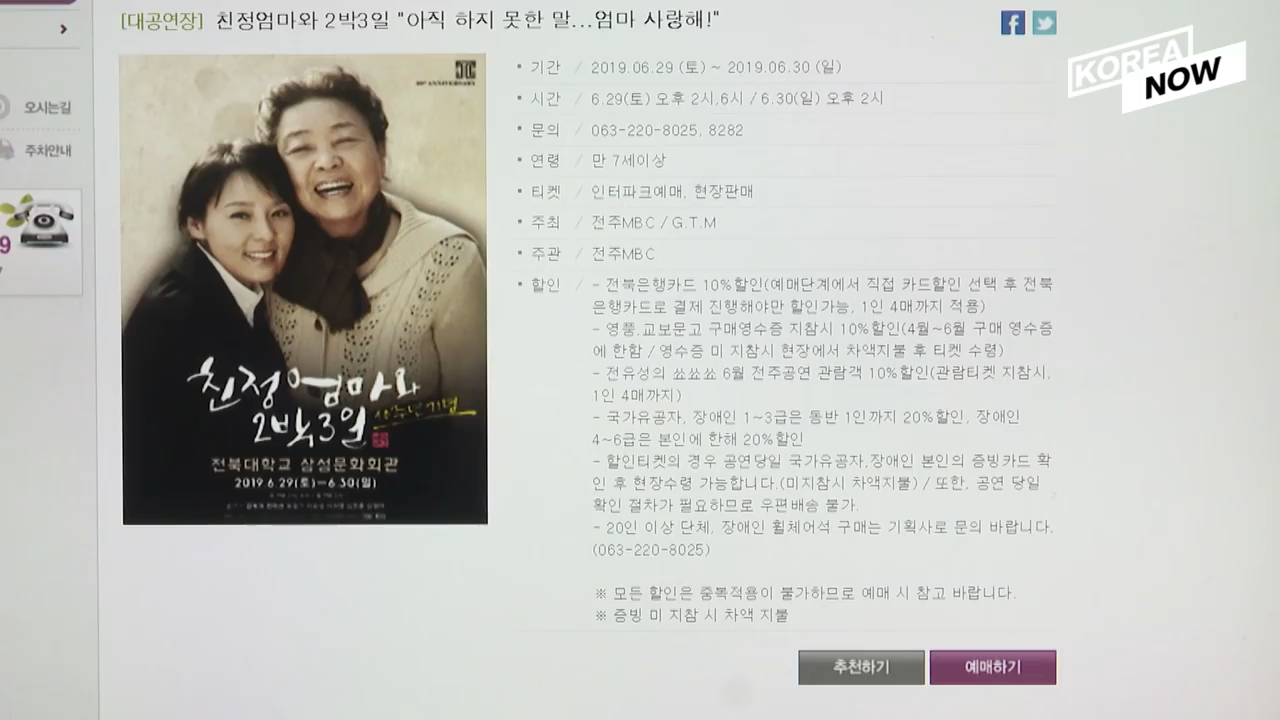 [대공연장] 친정엄마와 2박3일 "아직 하지 못한 말...엄마 사랑해!"
KOREA
NOW
오시는길
주차안내
9
친정엄마와
2박3일
10주년 기념
전북대학교 삼성문화회관
2019 6 29(토)-6.30(일)
기간 / 2019.06.29 (토) ~ 2019.06.30 (일)
시간 / 6.29(토) 오후 2시,6시 / 6.30(일) 오후 2시
문의 / 063-220-8025, 8282
연령 / 만 7세이상
티켓 / 인터파크예매, 현장판매
주최 / 전주MBC / G.T.M
주관 / 전주MBC
할인 / - 전북은행카드 10%할인(예매단계에서 직접 카드할인 선택 후 전북
은행카드로 결제 진행해야만 할인가능, 1인 4매까지 적용)
- 영풍,교보문고 구매영수증 지참시 10%할인(4월~6월 구매 영수증
에 한함 / 영수증 미 지참시 현장에서 차액지불 후 티켓 수령)
- 전유성의 쑈쑈쑈 6월 전주공연 관람객 10%할인(관람티켓 지참시,
1인 4매까지)
- 국가유공자, 장애인 1~3급은 동반 1인까지 20%할인, 장애인
4~6급은 본인에 한해 20%할인
- 할인티켓의 경우 공연당일 국가유공자,장애인 본인의 증빙카드 확
인 후 현장수령 가능합니다.(미지참시 차액지불) / 또한, 공연 당일
확인 절차가 필요하므로 우편배송 불가.
- 20인 이상 단체, 장애인 휠체어석 구매는 기획사로 문의 바랍니다.
(063-220-8025)
※ 모든 할인은 중복적용이 불가하므로 예매 시 참고 바랍니다.
※ 증빙 미 지참 시 차액 지불
추천하기
예매하기